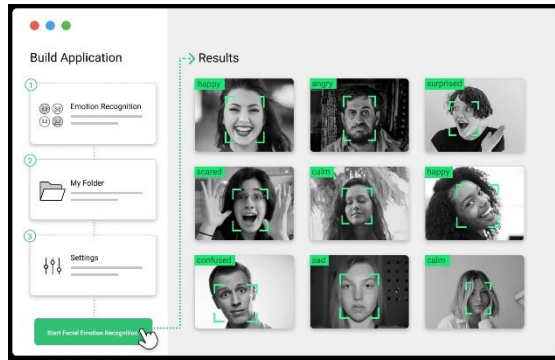 Build Application
1
Emotion Recognition
2
My Folder
3
Settings
Start Facial Emotion Recognition
Results
happy
angry
surprised
scared
calm
happy
confused
sad
calm